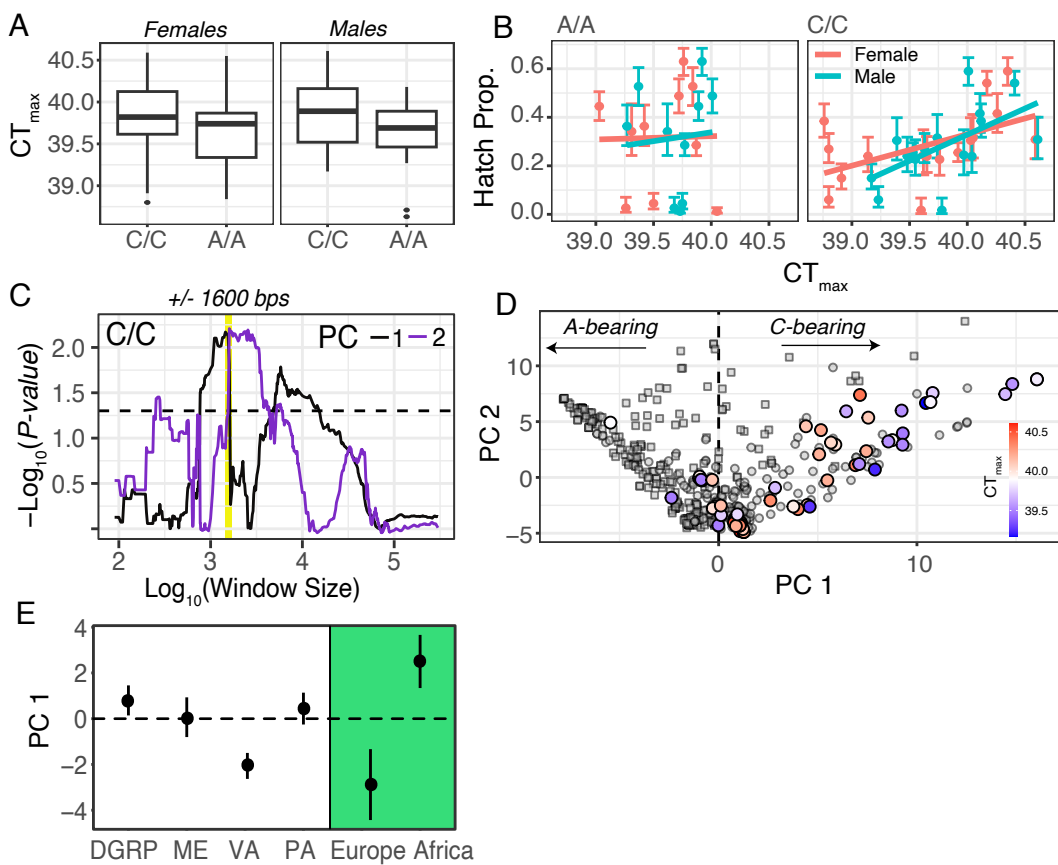 A
Females
Males
CTmax
40.5
40.0
39.5
39.0
C/C
A/A
C/C
A/A
B
A/A
C/C
Female
Male
Hatch Prop.
0.6
0.4
0.2
0.0
39.0
39.5
40.0
40.5
39.0
39.5
40.0
40.5
CTmax
C
+/- 1600 bps
C/C
PC
1
2
−Log10(P-value)
2.0
1.5
1.0
0.5
2
3
4
5
Log10(Window Size)
D
A-bearing
C-bearing
PC 2
10
5
0
−5
0
10
PC 1
CTmax
40.5
40.0
39.5
E
PC 1
4
2
0
−2
−4
DGRP
ME
VA
PA
Europe
Africa